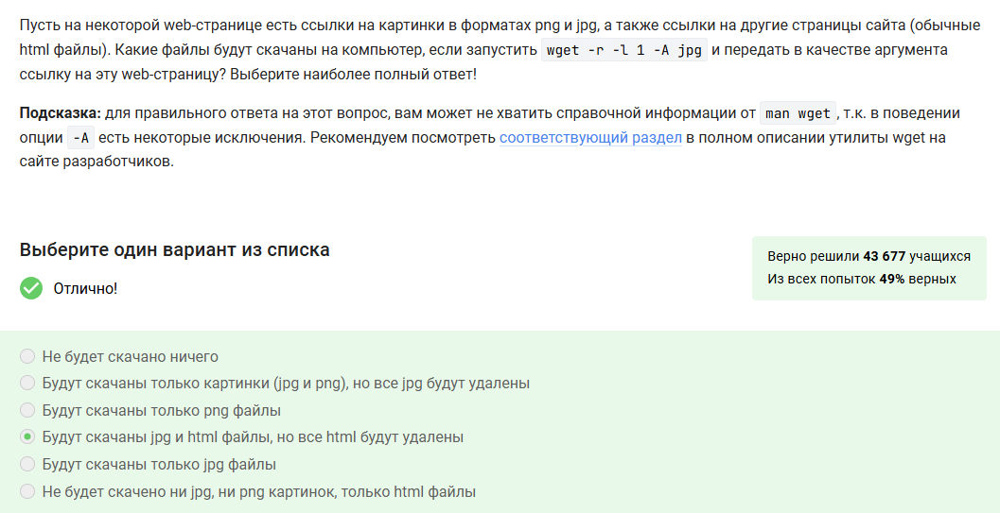 Пусть на некоторой web-странице есть ссылки на картинки в форматах png и jpg, а также ссылки на другие страницы сайта (обычные
html файлы). Какие файлы будут скачаны на компьютер, если запустить wget -r -l 1 -A jpg и передать в качестве аргумента
ссылку на эту web-страницу? Выберите наиболее полный ответ!
Подсказка: для правильного ответа на этот вопрос, вам может не хватить справочной информации от man wget, т.к. в поведении
опции -A есть некоторые исключения. Рекомендуем посмотреть соответствующий раздел в полном описании утилиты wget на
сайте разработчиков.
Выберите один вариант из списка
Отлично!
Верно решили 43 677 учащихся
Из всех попыток 49% верных
Не будет скачано ничего
Будут скачаны только картинки (jpg и png), но все jpg будут удалены
Будут скачаны только png файлы
Будут скачаны jpg и html файлы, но все html будут удалены
Будут скачаны только jpg файлы
Не будет скачено ни jpg, ни png картинок, только html файлы